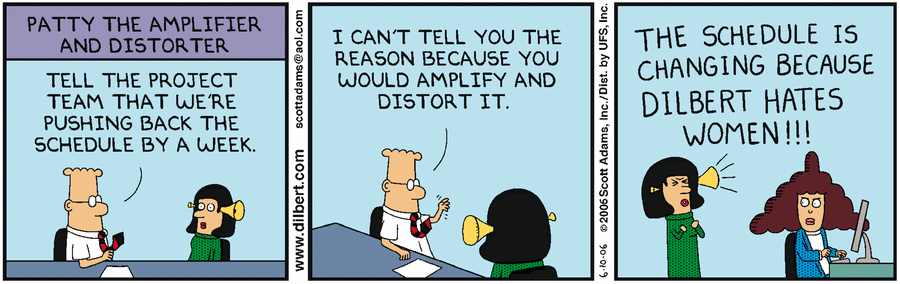 PATTY THE AMPLIFIER
AND DISTORTER
TELL THE PROJECT
TEAM THAT WE'RE
PUSHING BACK THE
SCHEDULE BY A WEEK.
www.dilbert.com scottadams@aol.com
I CAN'T TELL YOU THE
REASON BECAUSE YOU
WOULD AMPLIFY AND
DISTORT IT.
6-10-06 ©2006 Scott Adams, Inc./Dist. by UFS, Inc.
THE SCHEDULE IS
CHANGING BECAUSE
DILBERT HATES
WOMEN!!!